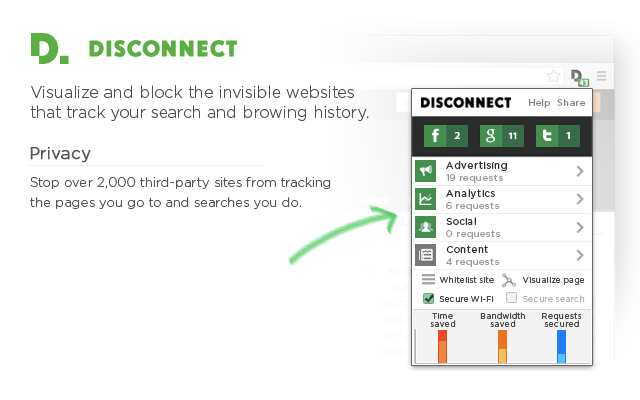 D. DISCONNECT
Visualize and block the invisible websites
that track your search and browing history.
Privacy
Stop over 2,000 third-party sites from tracking
the pages you go to and searches you do.
D 43
DISCONNECT Help Share
f 2 g 11 t 1
Advertising
19 requests
Analytics
6 requests
Social
0 requests
Content
4 requests
Whitelist site Visualize page
Secure Wi-Fi Secure search
Time Bandwidth Requests
saved saved secured